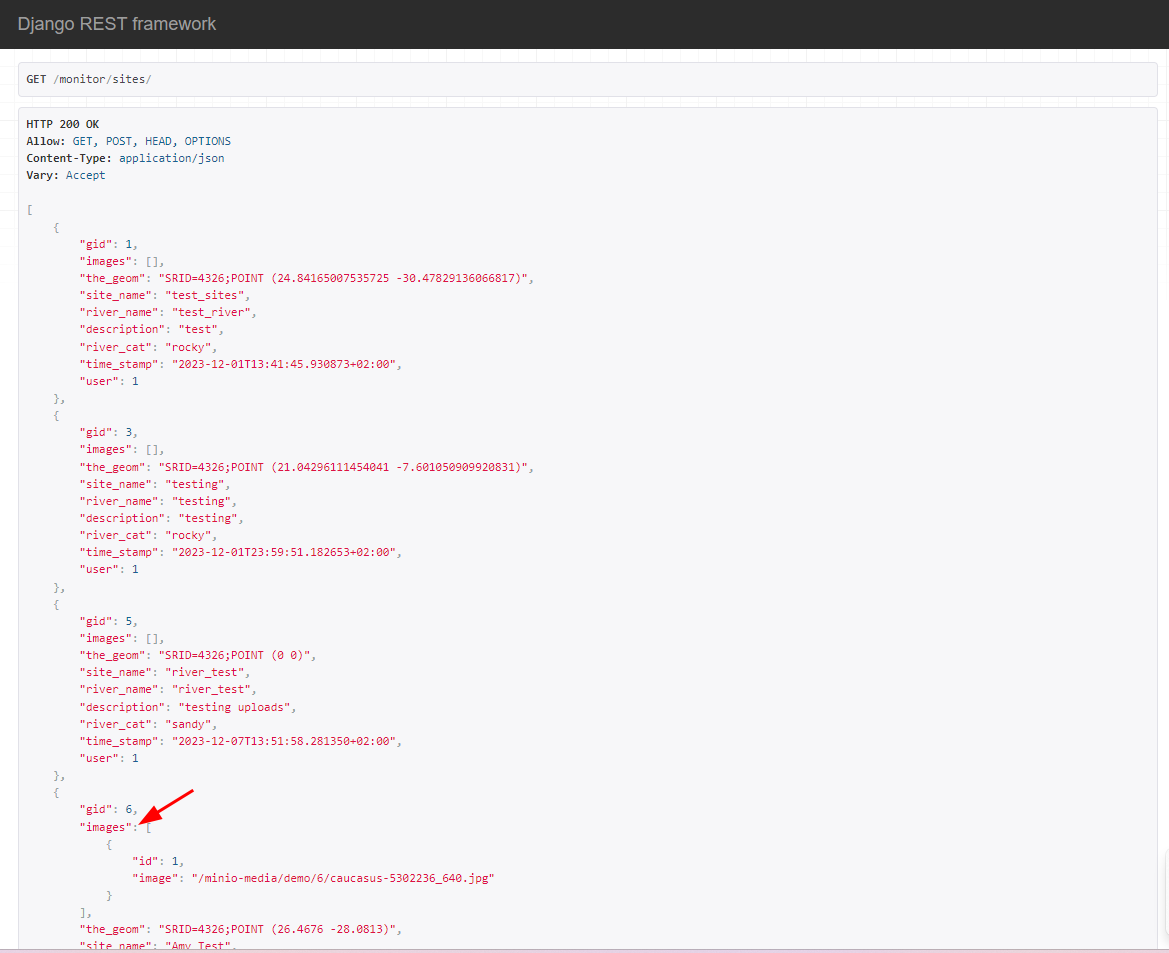 Django REST framework
GET /monitor/sites/
HTTP 200 OK
Allow: GET, POST, HEAD, OPTIONS
Content-Type: application/json
Vary: Accept
[
{
"gid": 1,
"images": [],
"the_geom": "SRID=4326;POINT (24.84165007535725 -30.47829136066817)",
"site_name": "test_sites",
"river_name": "test_river",
"description": "test",
"river_cat": "rocky",
"time_stamp": "2023-12-01T13:41:45.930873+02:00",
"user": 1
},
{
"gid": 3,
"images": [],
"the_geom": "SRID=4326;POINT (21.04296111454041 -7.601050909920831)",
"site_name": "testing",
"river_name": "testing",
"description": "testing",
"river_cat": "rocky",
"time_stamp": "2023-12-01T23:59:51.182653+02:00",
"user": 1
},
{
"gid": 5,
"images": [],
"the_geom": "SRID=4326;POINT (0 0)",
"site_name": "river_test",
"river_name": "river_test",
"description": "testing uploads",
"river_cat": "sandy",
"time_stamp": "2023-12-07T13:51:58.281350+02:00",
"user": 1
},
{
"gid": 6,
"images": [
{
"id": 1,
"image": "/minio-media/demo/6/caucasus-5302236_640.jpg"
}
],
"the_geom": "SRID=4326;POINT (26.4676 -28.0813)",
"site_name": "Amy Test",